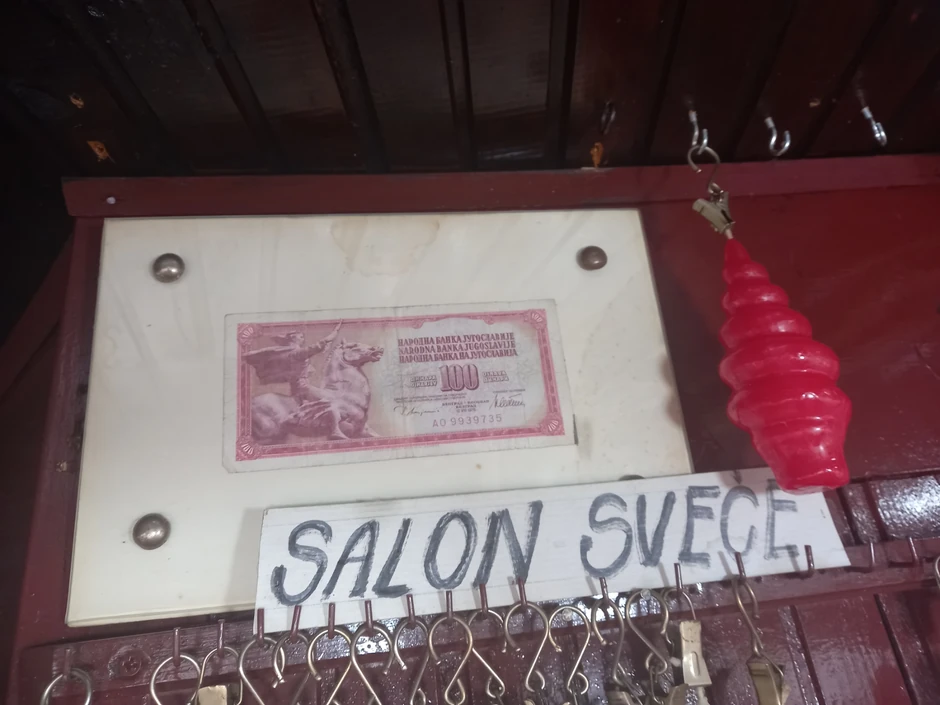 НАРОДНА БАНКА ЈУГОСЛАВИЈЕ
NARODNA BANKA JUGOSLAVIJE
НАРОДНА БАНКА НА ЈУГОСЛАВИЈА
100
AO 9939735
SALON SVEĆE